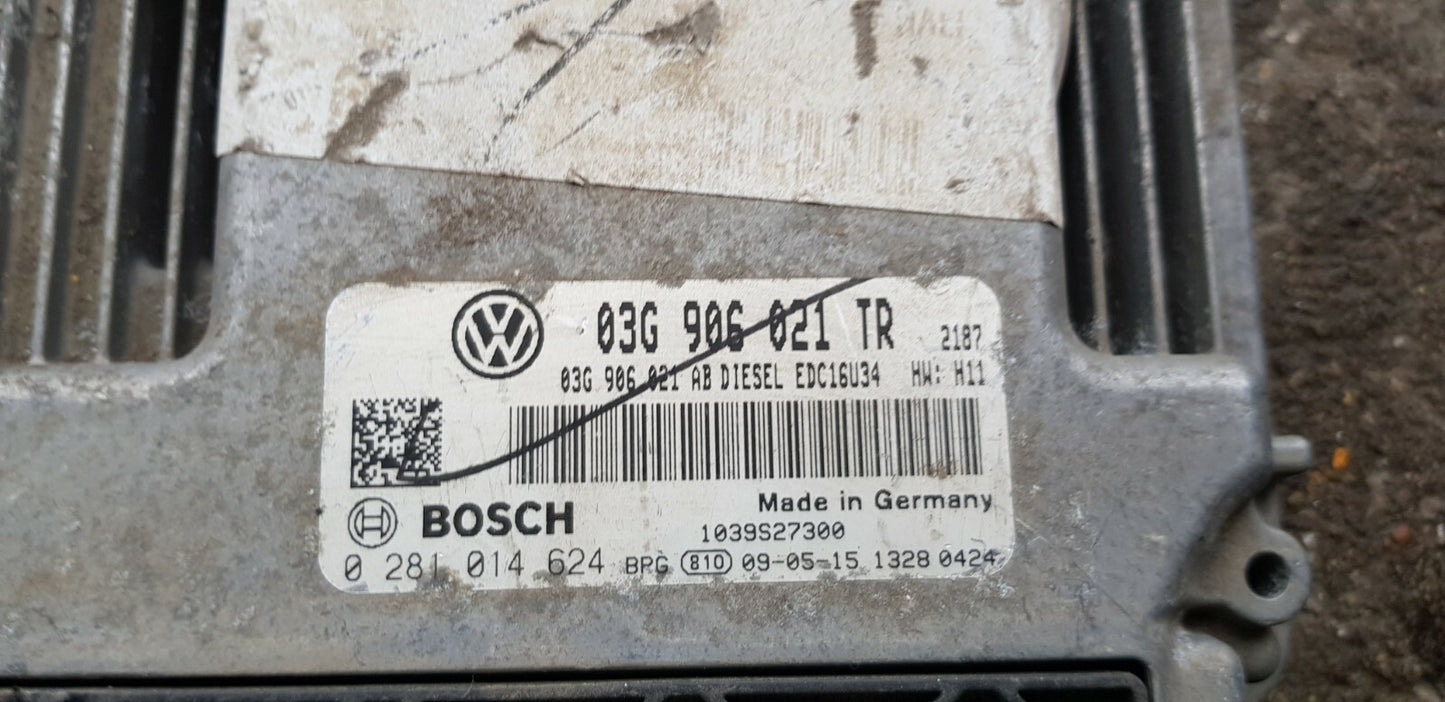 03G 906 021 TR 2187
03G 906 021 AB DIESEL EDC16U34 HW: H11
Made in Germany
BOSCH
1039S27300
0 281 014 624 BPG 810 09-05-15 1328 0424